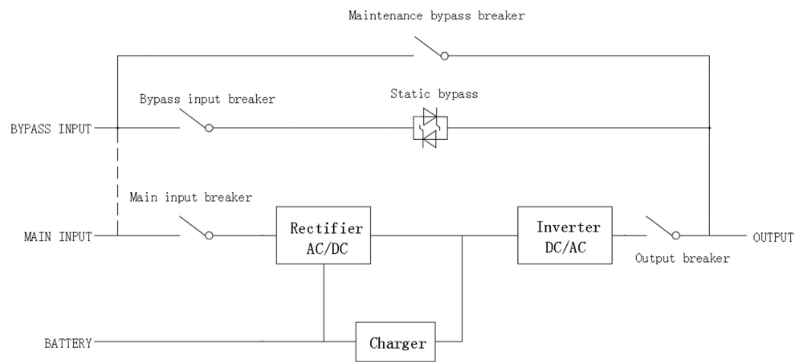 Maintenance bypass breaker
Bypass input breaker
Static bypass
BYPASS INPUT
Main input breaker
MAIN INPUT
Rectifier
AC/DC
Inverter
DC/AC
OUTPUT
Output breaker
BATTERY
Charger